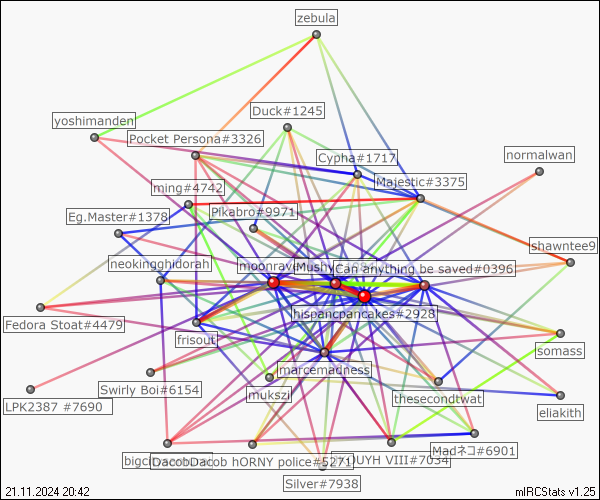 zebula
Duck#1245
yoshimanden
Pocket Persona#3326
Cypha#1717
normalwan
Majestic#3375
ming#4742
Pikabro#9971
Eg.Master#1378
shawntee9
neokingghidorah
moonrave
Mushy
Can anything be saved#0396
hispancpancakes#2928
Fedora Stoat#4479
frisout
somass
marcemadness
Swirly Boi#6154
mukszi
thesecondtwat
LPK2387 #7690
eliakith
Madネコ#6901
DacobDacob hORNY police#5271
OUYH VIII#7034
Silver#7938
21.11.2024 20:42
mIRCStats v1.25